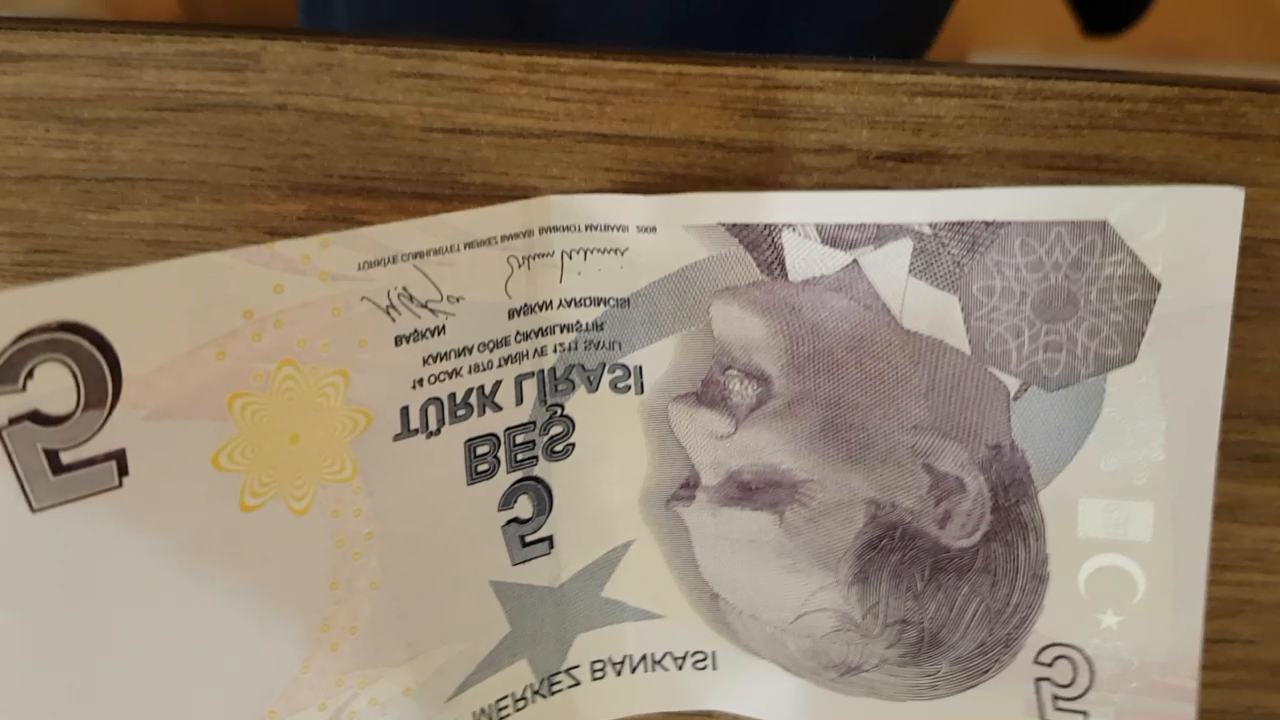 5
MERKEZ BANKASI
5
BEŞ
TÜRK LİRASI
14 OCAK 1970 TARİH VE 1211 SAYILI
KANUNA GÖRE ÇIKARILMIŞTIR
BAŞKAN BAŞKAN YARDIMCISI
TÜRKİYE CUMHURİYET MERKEZ BANKASI BANKNOT MATBAASI 2009
5